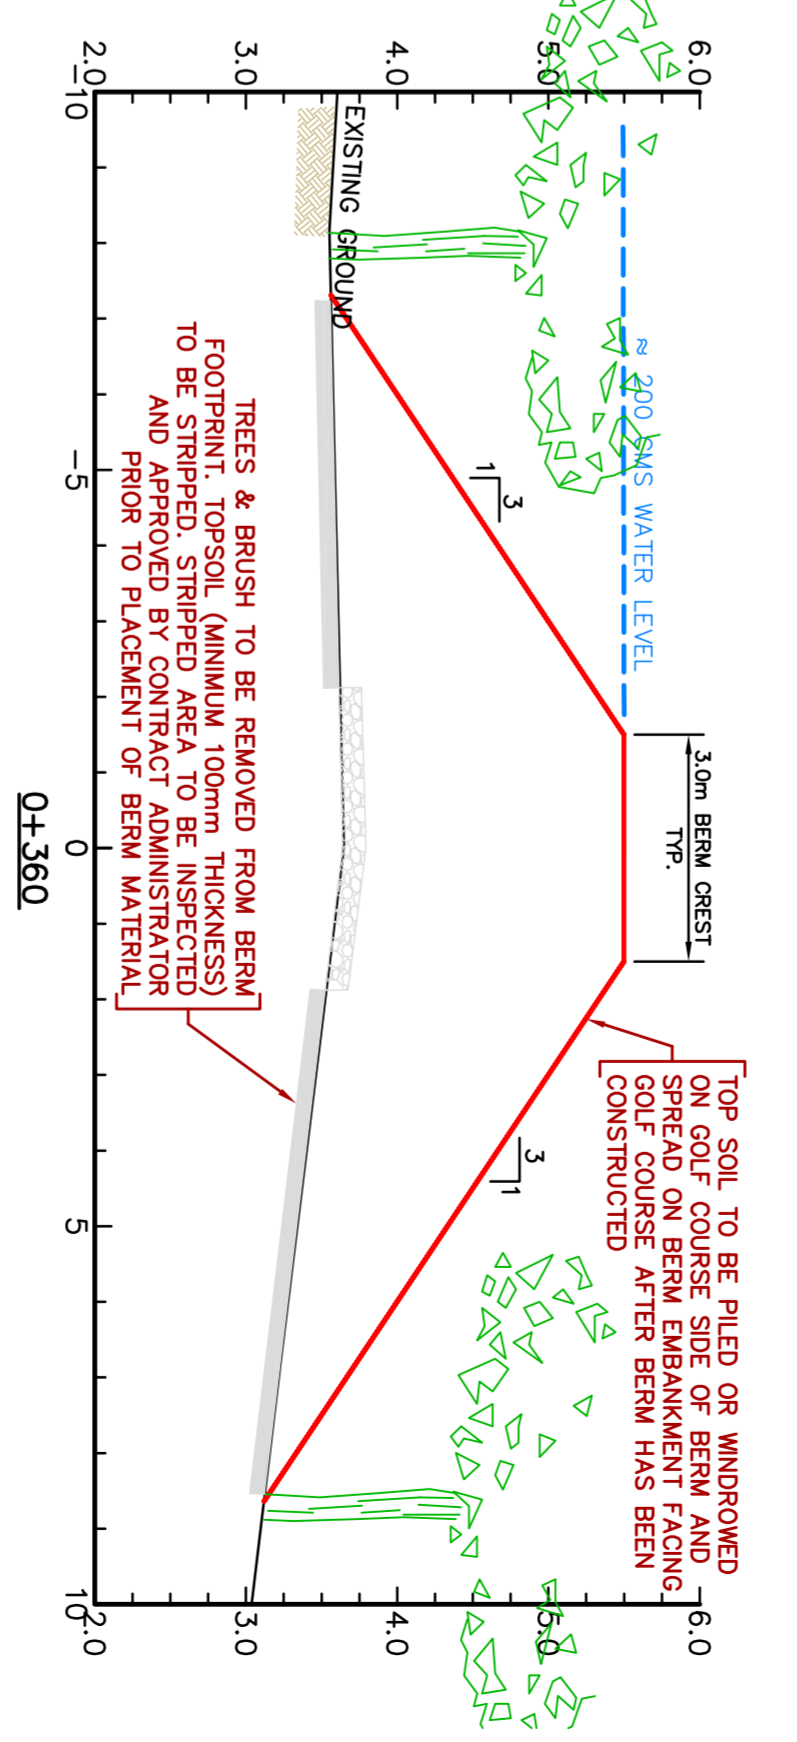 6.0
5.0
4.0
3.0
2.0
6.0
5.0
4.0
3.0
2.0
-10
-5
0
5
10
EXISTING GROUND
≈ 200 CMS WATER LEVEL
3.0m BERM CREST
TYP.
3
1
3
1
TOP SOIL TO BE PILED OR WINDROWED
ON GOLF COURSE SIDE OF BERM AND
SPREAD ON BERM EMBANKMENT FACING
GOLF COURSE AFTER BERM HAS BEEN
CONSTRUCTED
TREES & BRUSH TO BE REMOVED FROM BERM
FOOTPRINT. TOPSOIL (MINIMUM 100mm THICKNESS)
TO BE STRIPPED. STRIPPED AREA TO BE INSPECTED
AND APPROVED BY CONTRACT ADMINISTRATOR
PRIOR TO PLACEMENT OF BERM MATERIAL
0+360